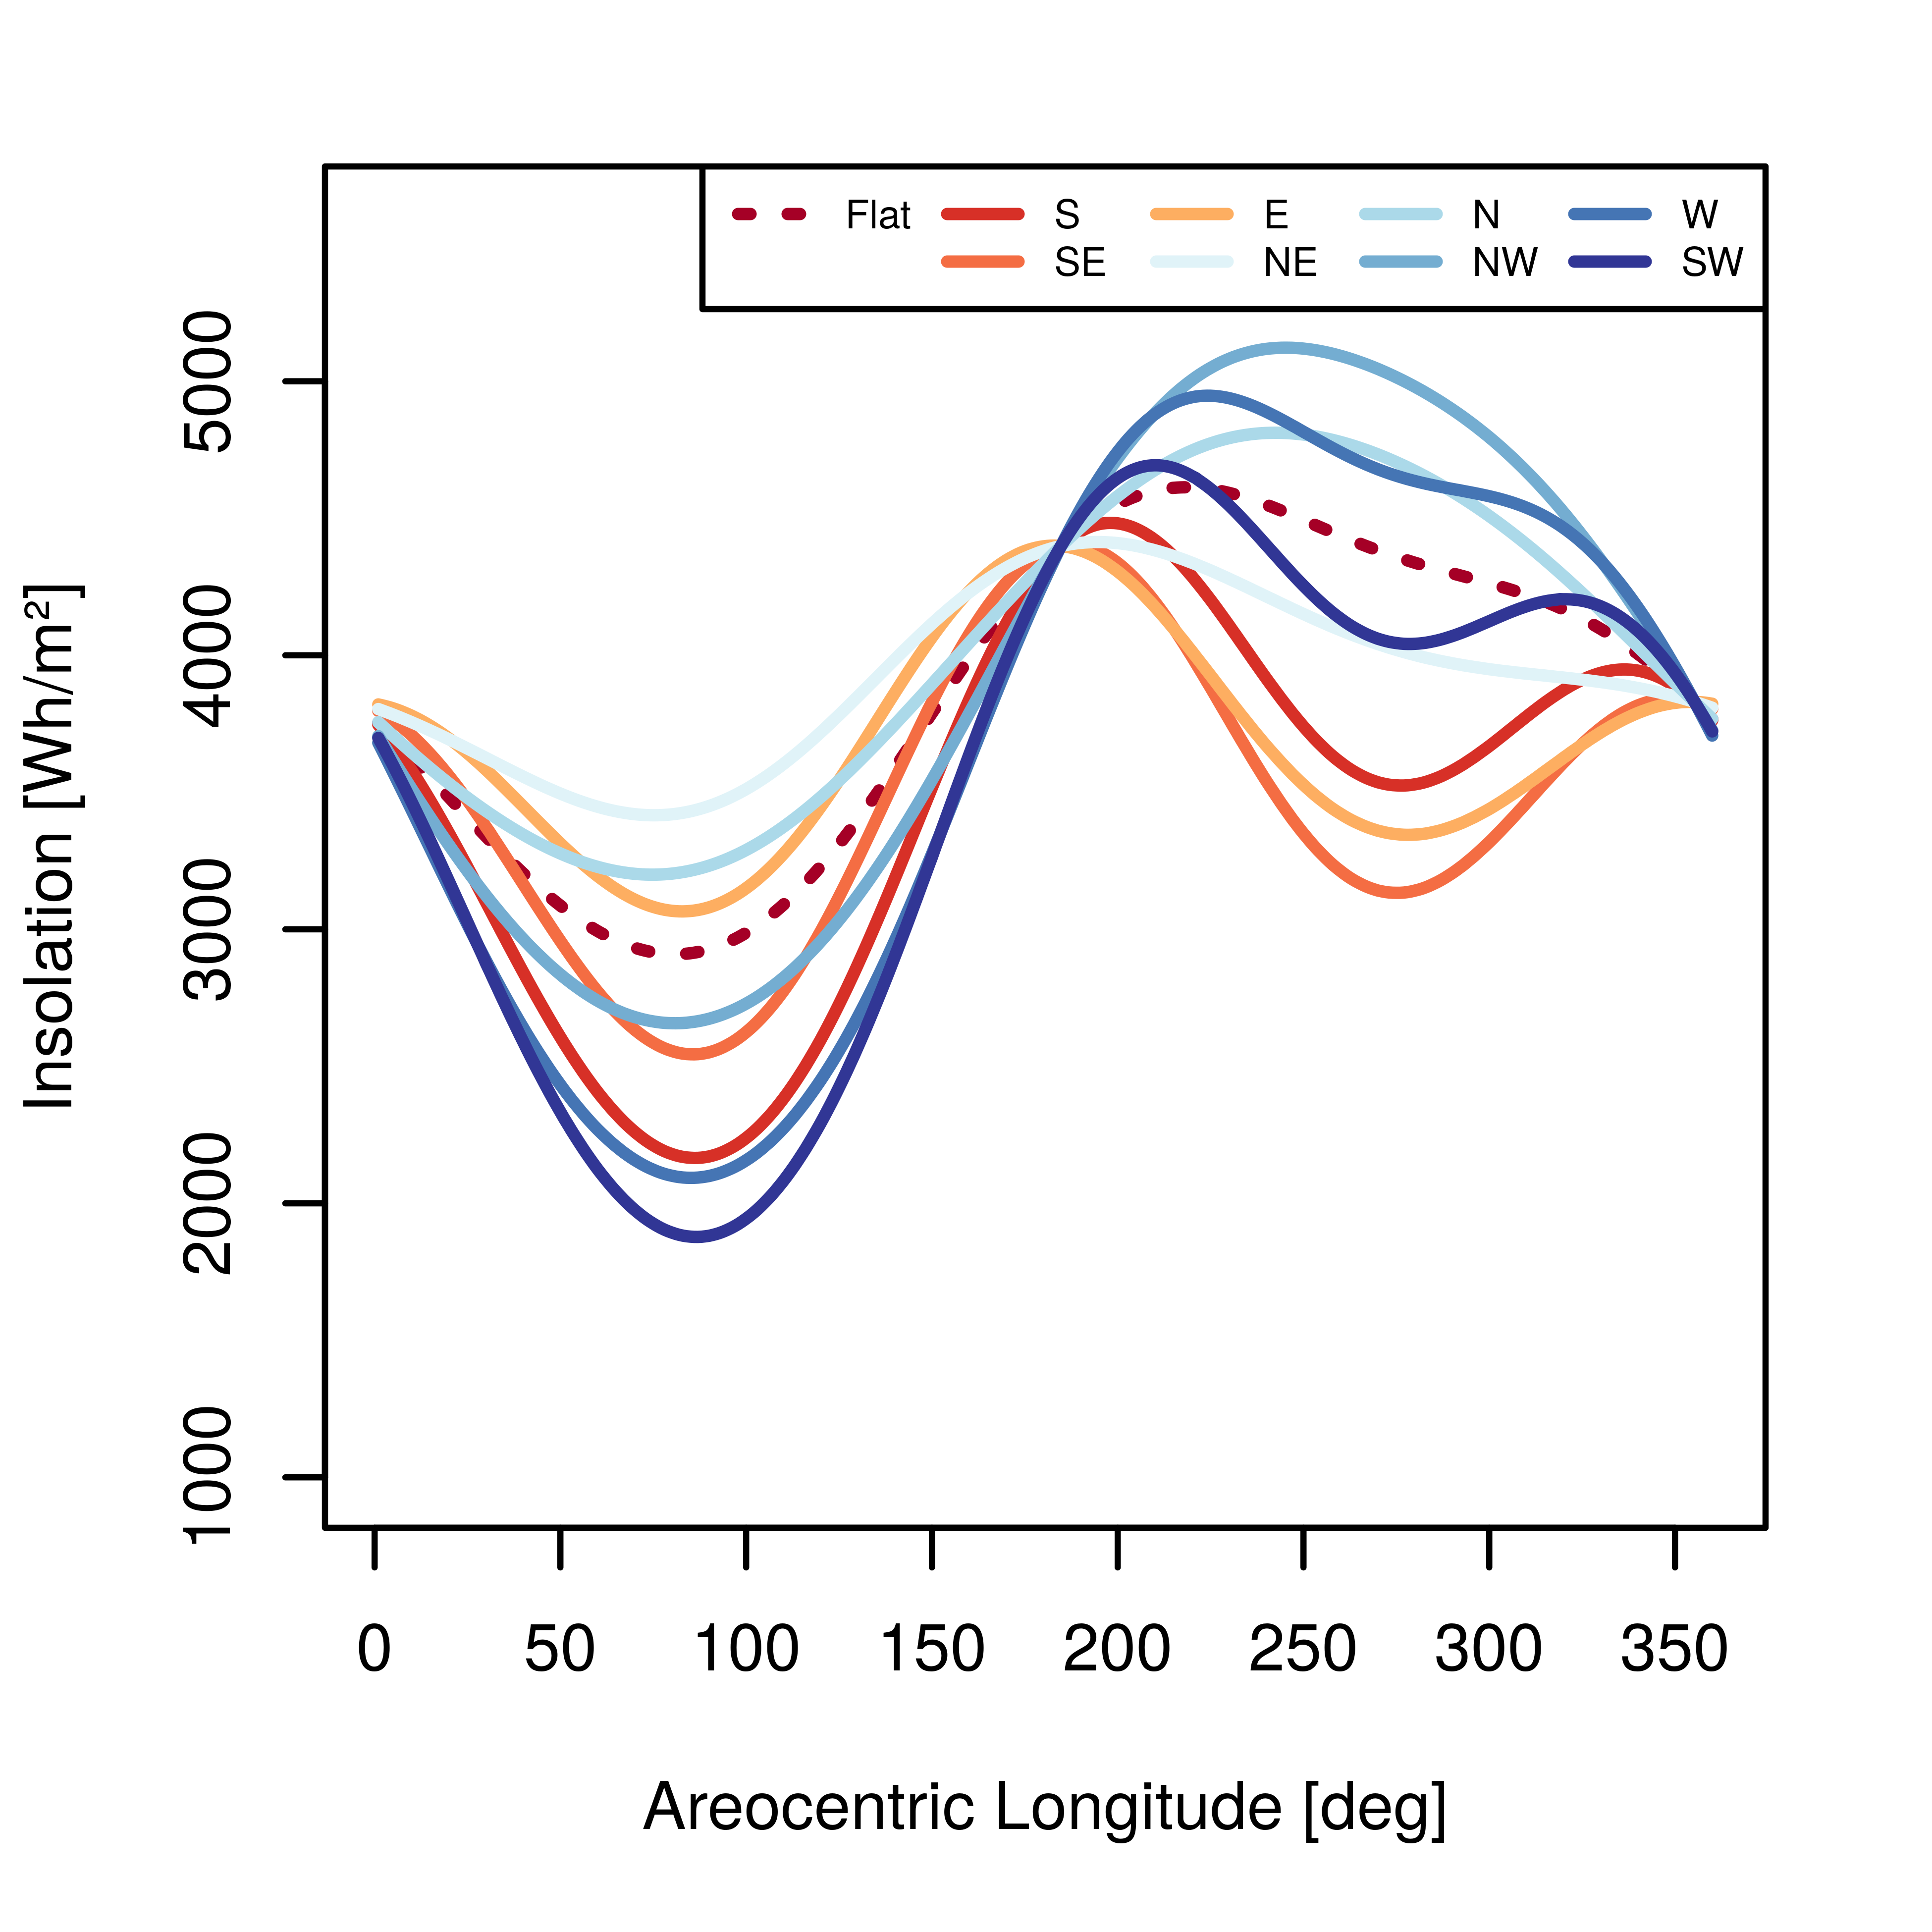 Flat S E N W
SE NE NW SW
Insolation [Wh/m²]
5000
4000
3000
2000
1000
0 50 100 150 200 250 300 350
Areocentric Longitude [deg]